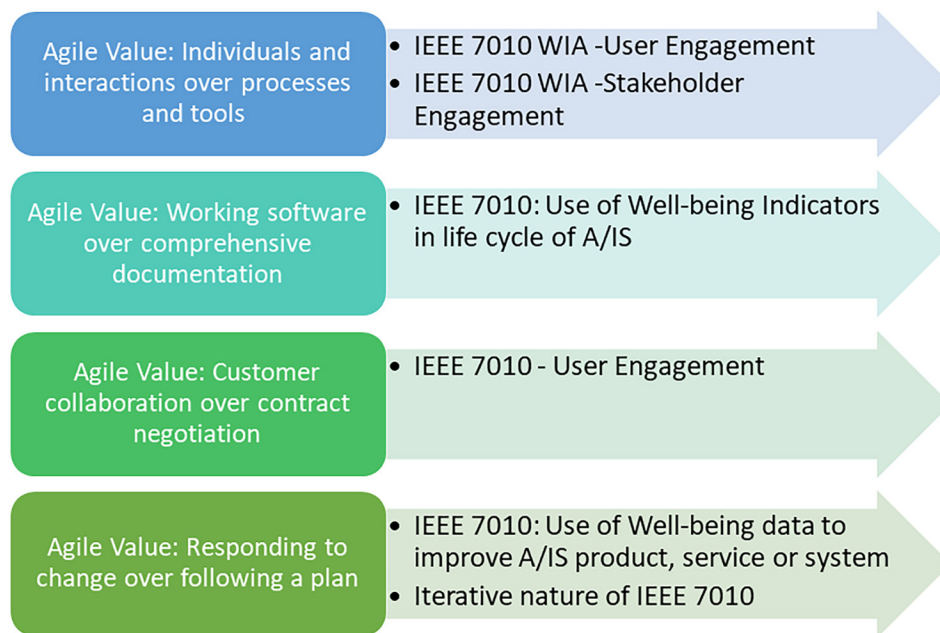 Agile Value: Individuals and
interactions over processes
and tools
• IEEE 7010 WIA -User Engagement
• IEEE 7010 WIA -Stakeholder
Engagement
Agile Value: Working software
over comprehensive
documentation
• IEEE 7010: Use of Well-being Indicators
in life cycle of A/IS
Agile Value: Customer
collaboration over contract
negotiation
• IEEE 7010 - User Engagement
Agile Value: Responding to
change over following a plan
• IEEE 7010: Use of Well-being data to
improve A/IS product, service or system
• Iterative nature of IEEE 7010